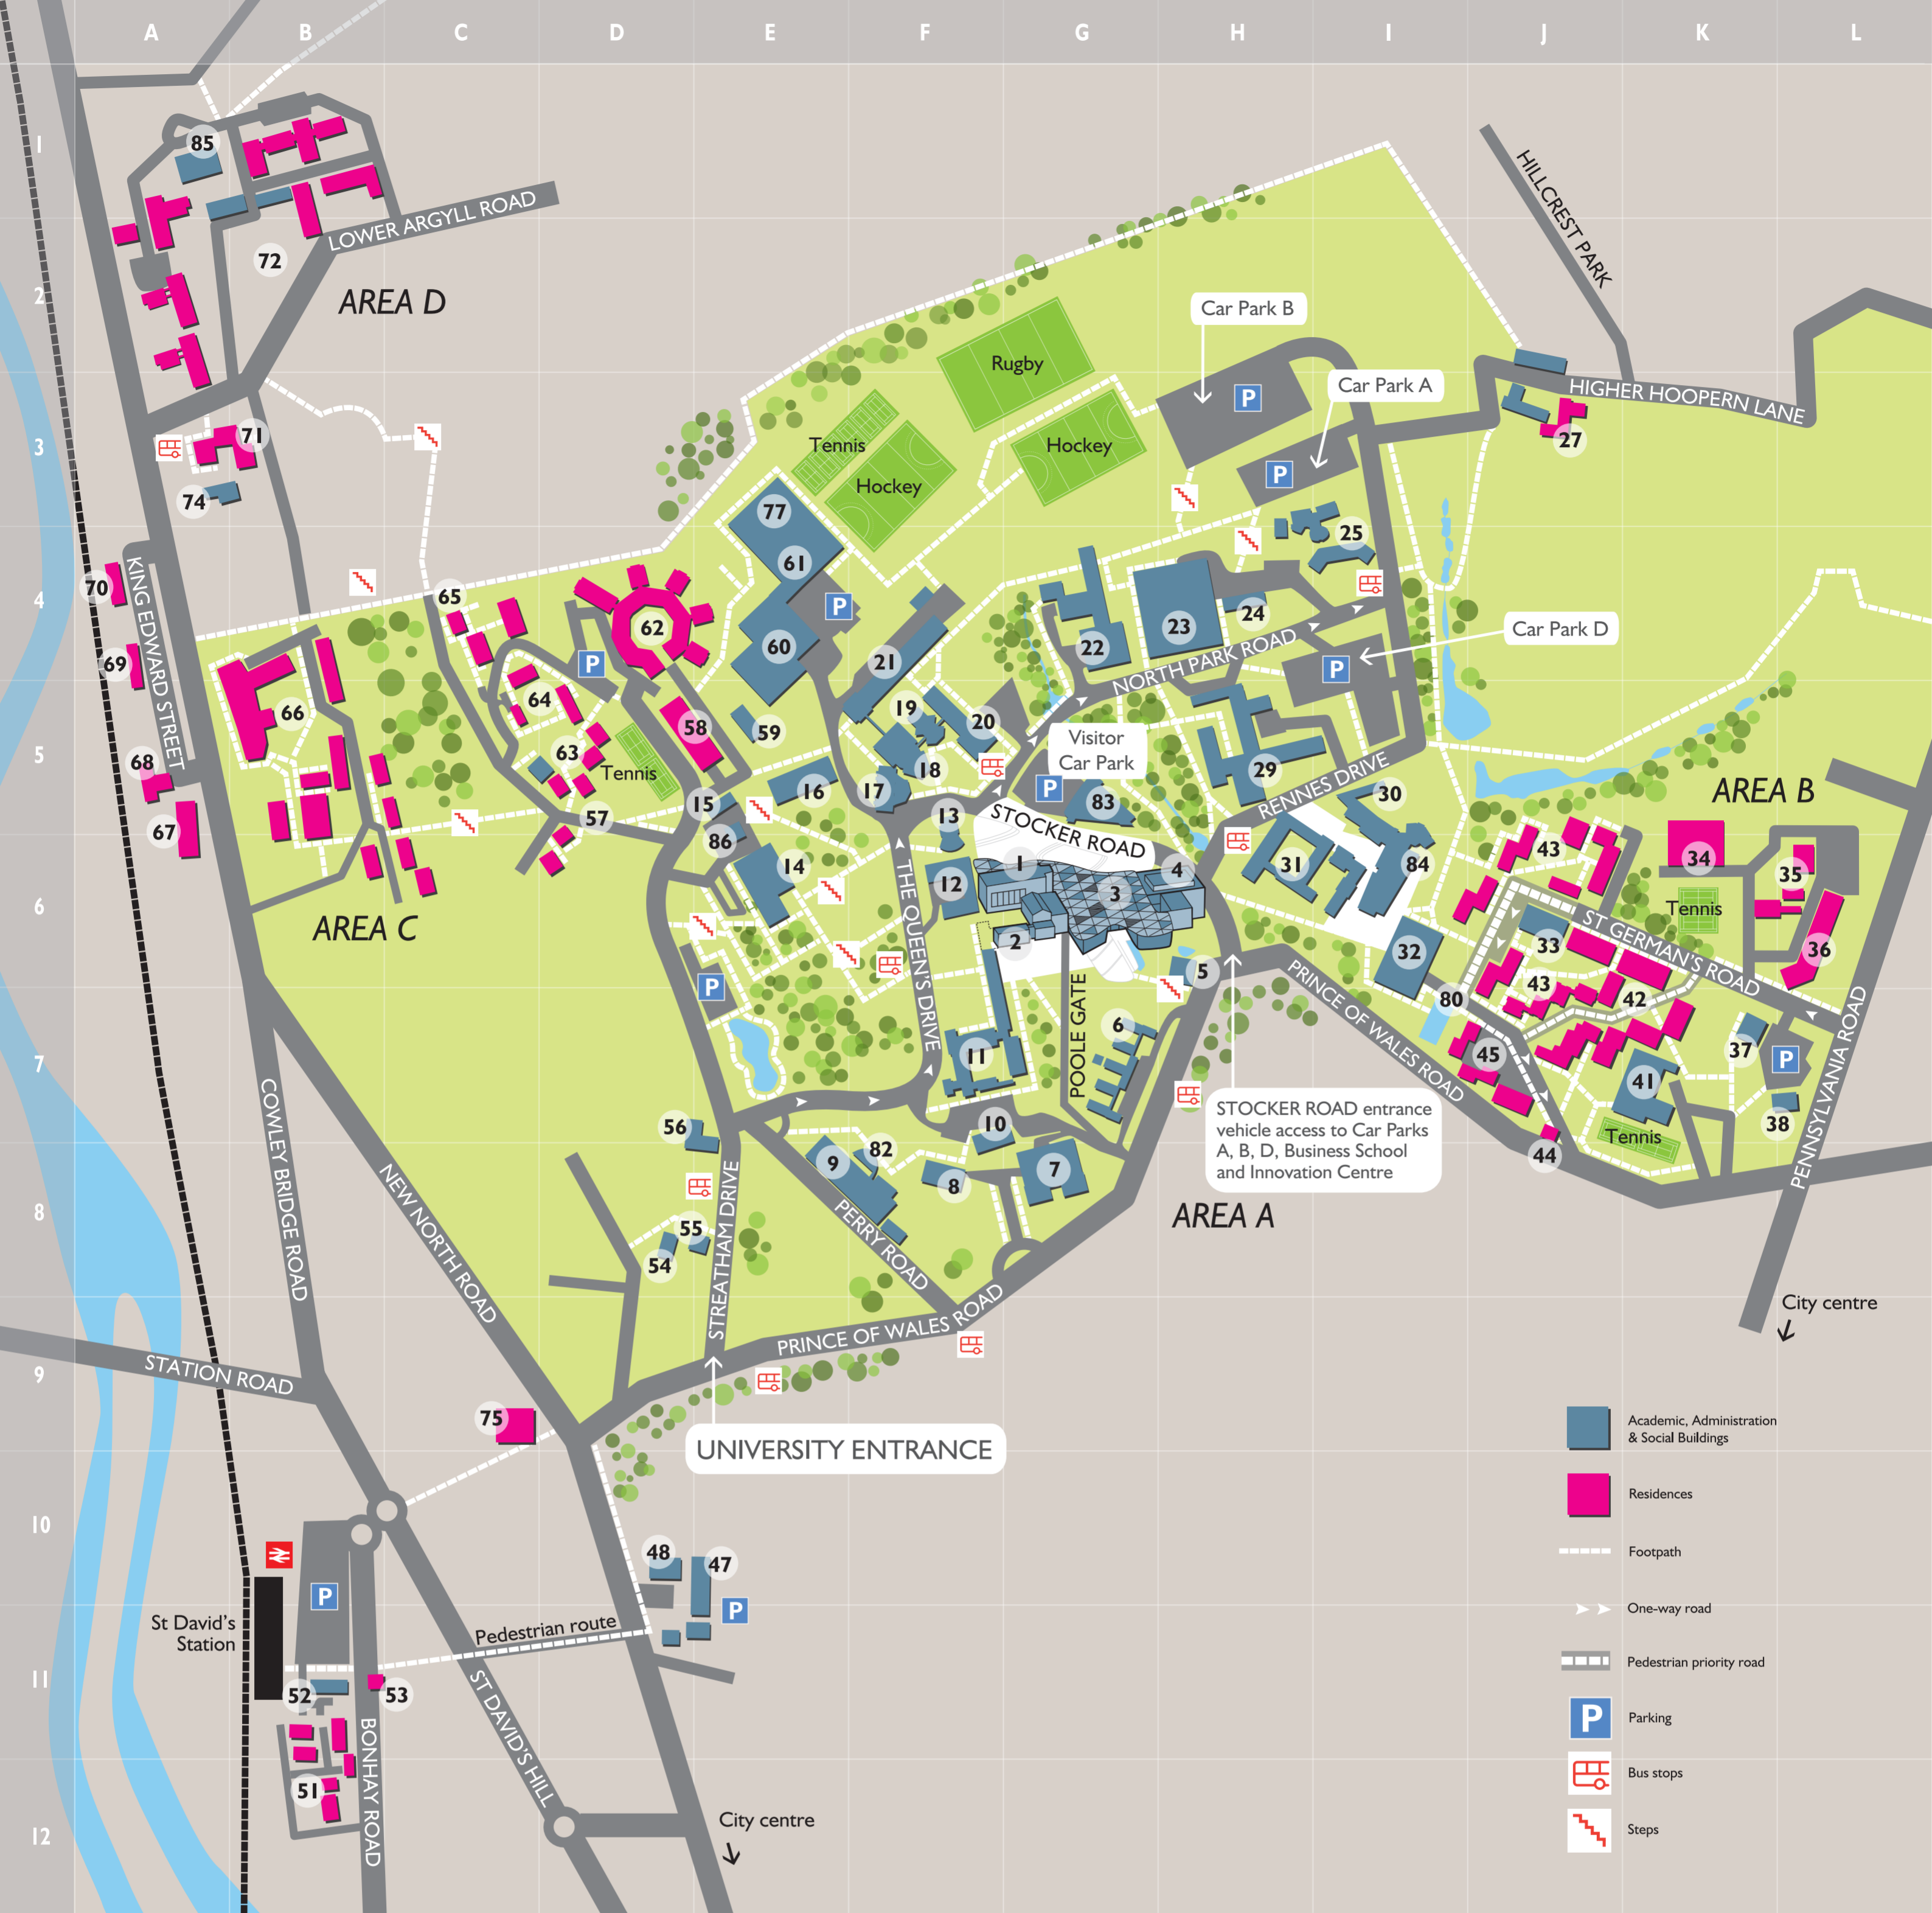 A B C D E F G H I J K L
1
2
3
4
5
6
7
8
9
10
11
12
85
72
LOWER ARGYLL ROAD
AREA D
71
74
70
69
68
67
KING EDWARD STREET
HILLCREST PARK
HIGHER HOOPERN LANE
27
Car Park B
Car Park A
Car Park D
P
P
P
Rugby
Tennis
Hockey
Hockey
77
61
60
P
65
62
P
64
63
66
58
59
57
Tennis
21
19
20
18
17
16
15
86
14
13
12
22
23
24
25
NORTH PARK ROAD
Visitor
Car Park
P
83
29
RENNES DRIVE
30
31
84
32
STOCKER ROAD
1
2
3
4
5
6
THE QUEEN'S DRIVE
POOLE GATE
11
10
7
8
9
82
PERRY ROAD
AREA C
P
56
55
54
STREATHAM DRIVE
PRINCE OF WALES ROAD
PRINCE OF WALES ROAD
AREA A
STOCKER ROAD entrance
vehicle access to Car Parks
A, B, D, Business School
and Innovation Centre
AREA B
43
34
35
36
Tennis
33
ST GERMAN'S ROAD
43
42
80
45
41
37
P
38
Tennis
44
PENNSYLVANIA ROAD
City centre
COWLEY BRIDGE ROAD
NEW NORTH ROAD
STATION ROAD
75
UNIVERSITY ENTRANCE
48
47
P
P
St David's
Station
Pedestrian route
52
53
51
BONHAY ROAD
ST DAVID'S HILL
City centre
Academic, Administration
& Social Buildings
Residences
Footpath
One-way road
Pedestrian priority road
P
Parking
Bus stops
Steps